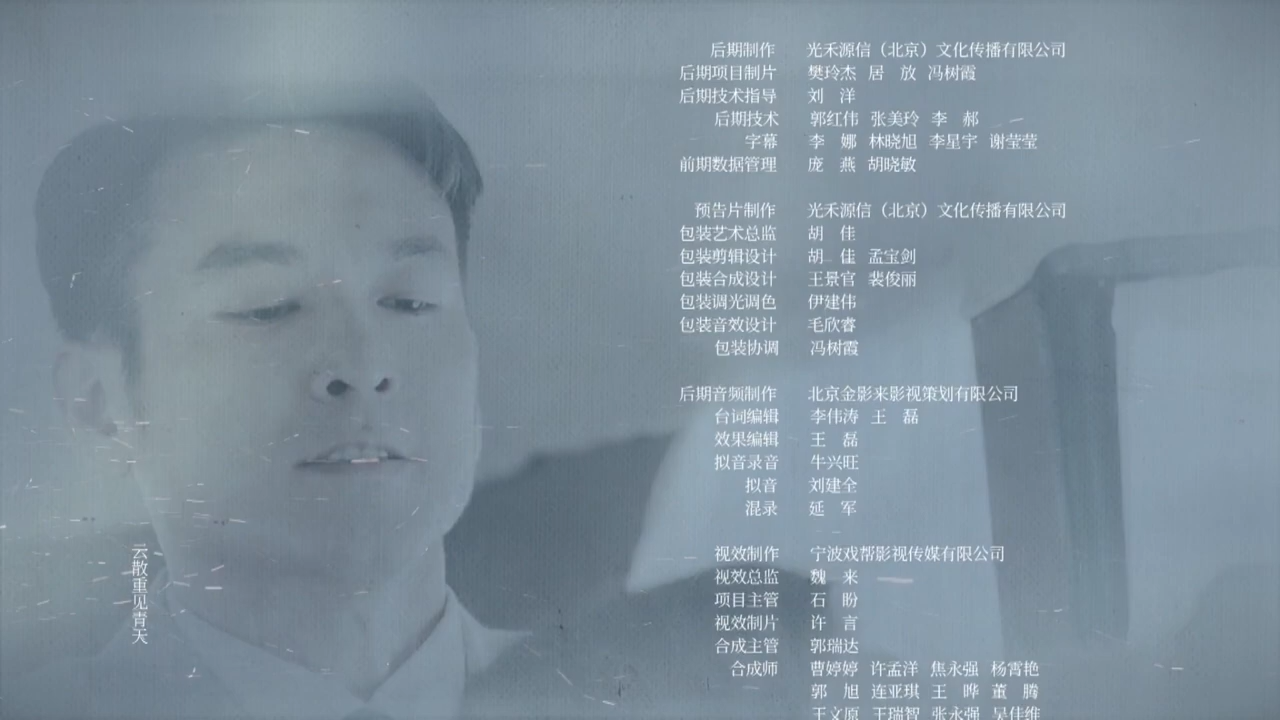 后期制作 光禾源信（北京）文化传播有限公司
后期项目制片 樊玲杰 居 放 冯树霞
后期技术指导 刘 洋
后期技术 郭红伟 张美玲 李 郝
字幕 李 娜 林晓旭 李星宇 谢莹莹
前期数据管理 庞 燕 胡晓敏
预告片制作 光禾源信（北京）文化传播有限公司
包装艺术总监 胡 佳
包装剪辑设计 胡 佳 孟宝剑
包装合成设计 王景官 裴俊丽
包装调光调色 伊建伟
包装音效设计 毛欣睿
包装协调 冯树霞
后期音频制作 北京金影来影视策划有限公司
台词编辑 李伟涛 王 磊
效果编辑 王 磊
拟音录音 牛兴旺
拟音 刘建全
混录 延 军
视效制作 宁波戏帮影视传媒有限公司
视效总监 魏 来
项目主管 石 盼
视效制片 许 言
合成主管 郭瑞达
合成师 曹婷婷 许孟洋 焦永强 杨霄艳
郭 旭 连亚琪 王 晔 董 腾
王文原 王瑞智 张永强 吴佳维
云散重见青天